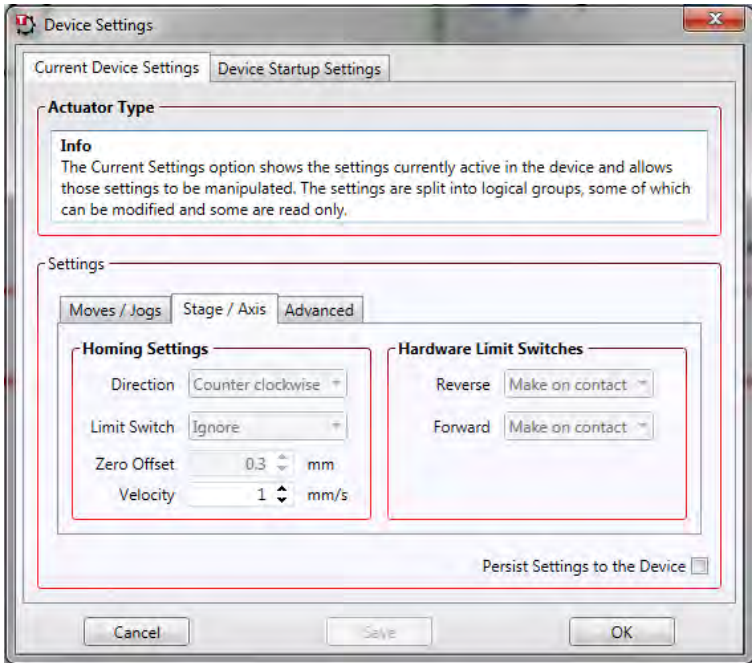 Device Settings
Current Device Settings Device Startup Settings
Actuator Type
Info
The Current Settings option shows the settings currently active in the device and allows
those settings to be manipulated. The settings are split into logical groups, some of which
can be modified and some are read only.
Settings
Moves / Jogs Stage / Axis Advanced
Homing Settings
Direction Counter clockwise
Limit Switch Ignore
Zero Offset 0.3 mm
Velocity 1 mm/s
Hardware Limit Switches
Reverse Make on contact
Forward Make on contact
Persist Settings to the Device
Cancel Save OK